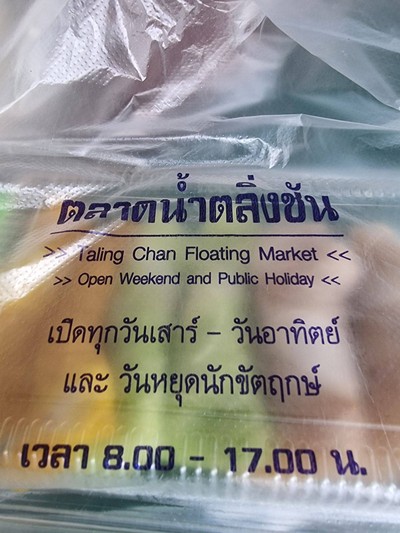 ตลาดน้ำตลิ่งชัน
>> Taling Chan Floating Market <<
>> Open Weekend and Public Holiday <<
เปิดทุกวันเสาร์ - วันอาทิตย์
และ วันหยุดนักขัตฤกษ์
เวลา 8.00 - 17.00 น.